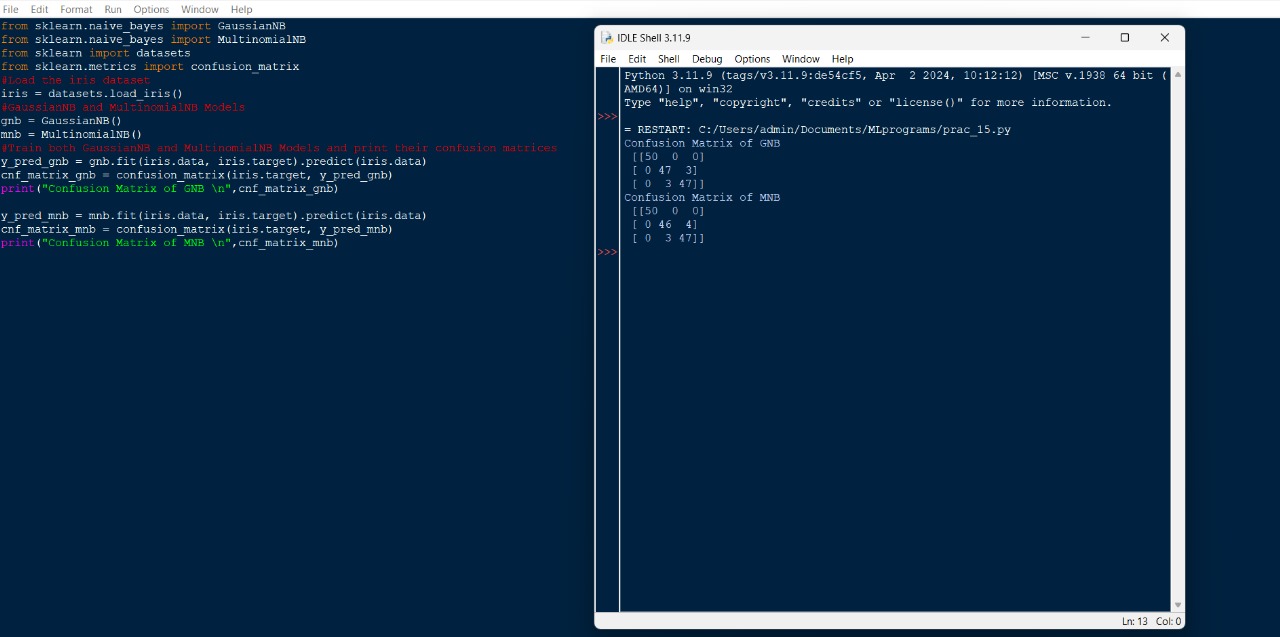 File Edit Format Run Options Window Help
from sklearn.naive_bayes import GaussianNB
from sklearn.naive_bayes import MultinomialNB
from sklearn import datasets
from sklearn.metrics import confusion_matrix
#Load the iris dataset
iris = datasets.load_iris()
#GaussianNB and MultinomialNB Models
gnb = GaussianNB()
mnb = MultinomialNB()
#Train both GaussianNB and MultinomialNB Models and print their confusion matrices
y_pred_gnb = gnb.fit(iris.data, iris.target).predict(iris.data)
cnf_matrix_gnb = confusion_matrix(iris.target, y_pred_gnb)
print("Confusion Matrix of GNB \n",cnf_matrix_gnb)
y_pred_mnb = mnb.fit(iris.data, iris.target).predict(iris.data)
cnf_matrix_mnb = confusion_matrix(iris.target, y_pred_mnb)
print("Confusion Matrix of MNB \n",cnf_matrix_mnb)
IDLE Shell 3.11.9
File Edit Shell Debug Options Window Help
Python 3.11.9 (tags/v3.11.9:de54cf5, Apr  2 2024, 10:12:12) [MSC v.1938 64 bit (
AMD64)] on win32
Type "help", "copyright", "credits" or "license()" for more information.
>>>
= RESTART: C:/Users/admin/Documents/MLprograms/prac_15.py
Confusion Matrix of GNB
 [[50  0  0]
 [ 0 47  3]
 [ 0  3 47]]
Confusion Matrix of MNB
 [[50  0  0]
 [ 0 46  4]
 [ 0  3 47]]
>>>
Ln: 13 Col: 0